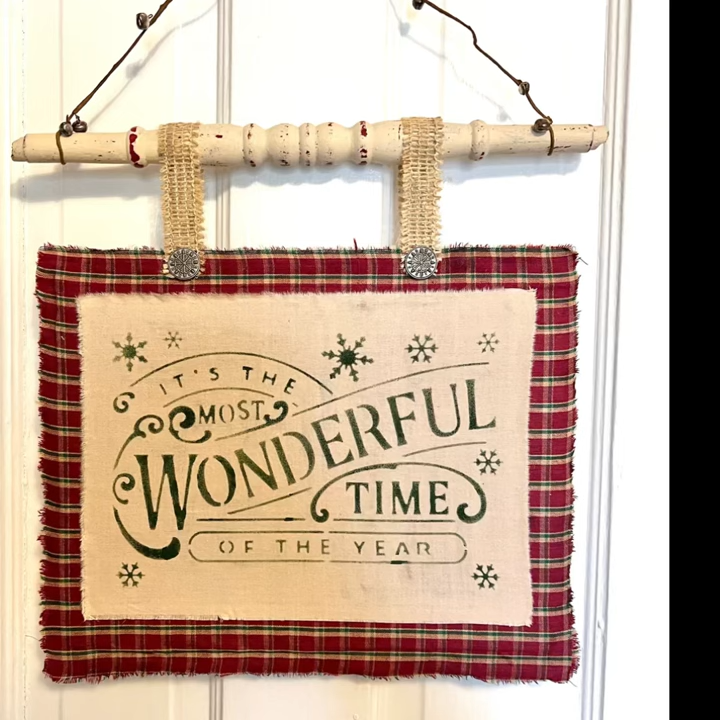 IT'S THE
MOST
WONDERFUL
TIME
OF THE YEAR